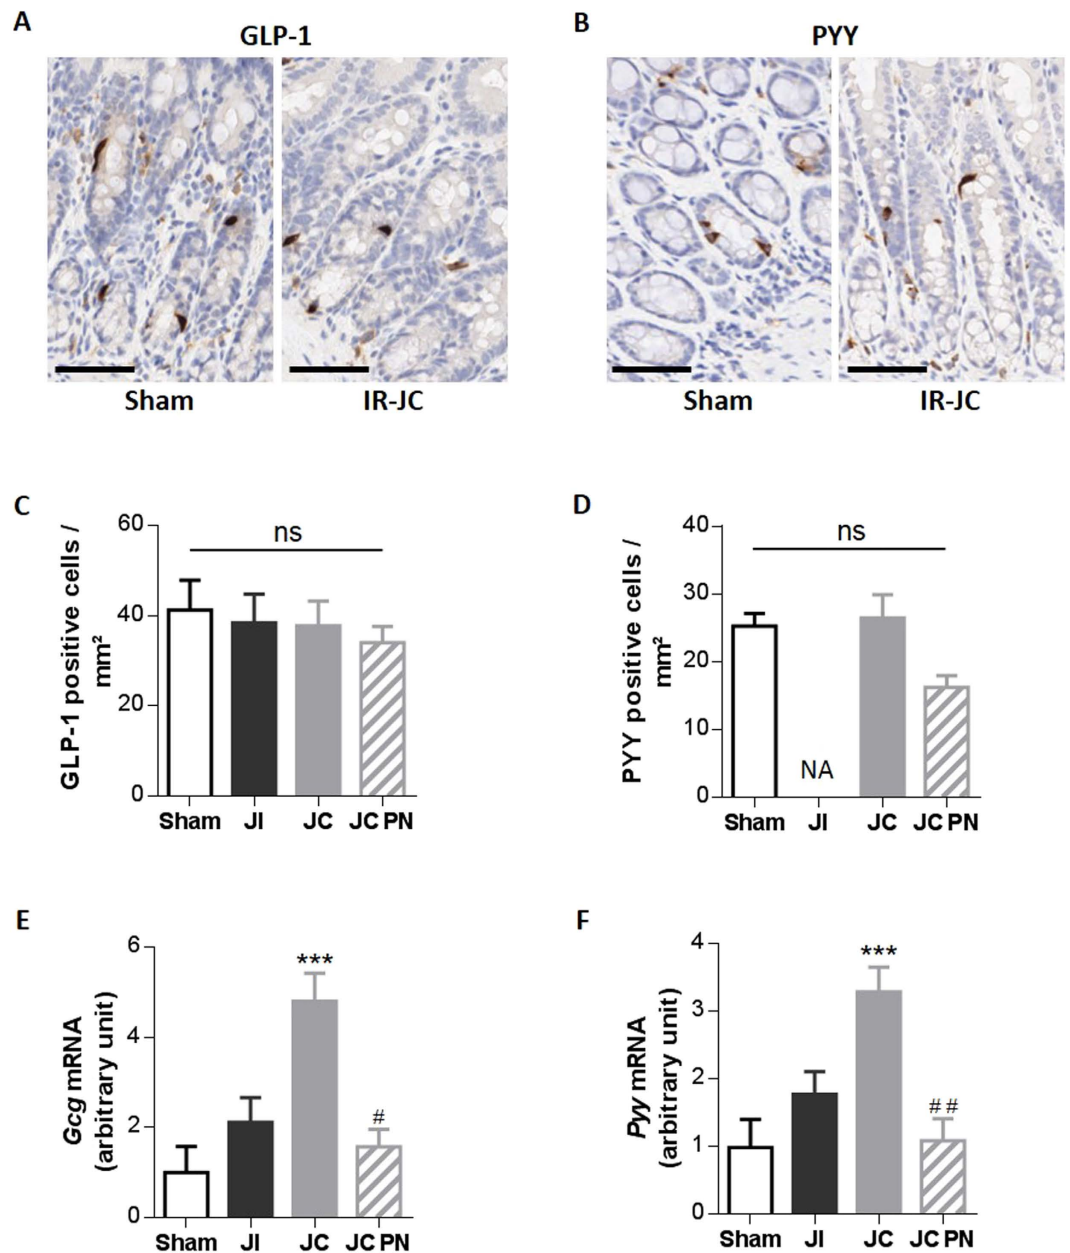 A
GLP-1
B
PYY
Sham
IR-JC
Sham
IR-JC
C
GLP-1 positive cells /
mm²
60
40
20
0
ns
Sham JI JC JC PN
D
PYY positive cells /
mm²
40
30
20
10
0
ns
NA
Sham JI JC JC PN
E
Gcg mRNA
(arbitrary unit)
6
4
2
0
***
#
Sham JI JC JC PN
F
Pyy mRNA
(arbitrary unit)
4
3
2
1
0
***
# #
Sham JI JC JC PN